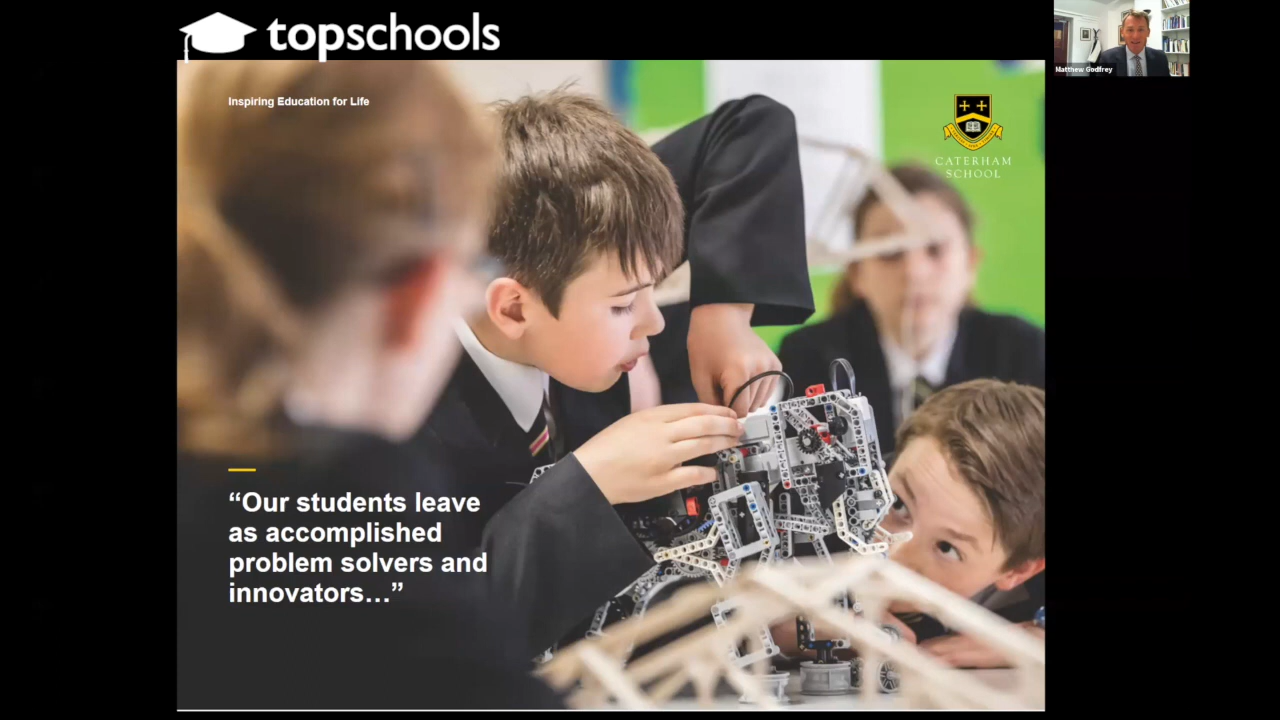 topschools
Matthew Godfrey
Inspiring Education for Life
CATERHAM
SCHOOL
“Our students leave
as accomplished
problem solvers and
innovators…”